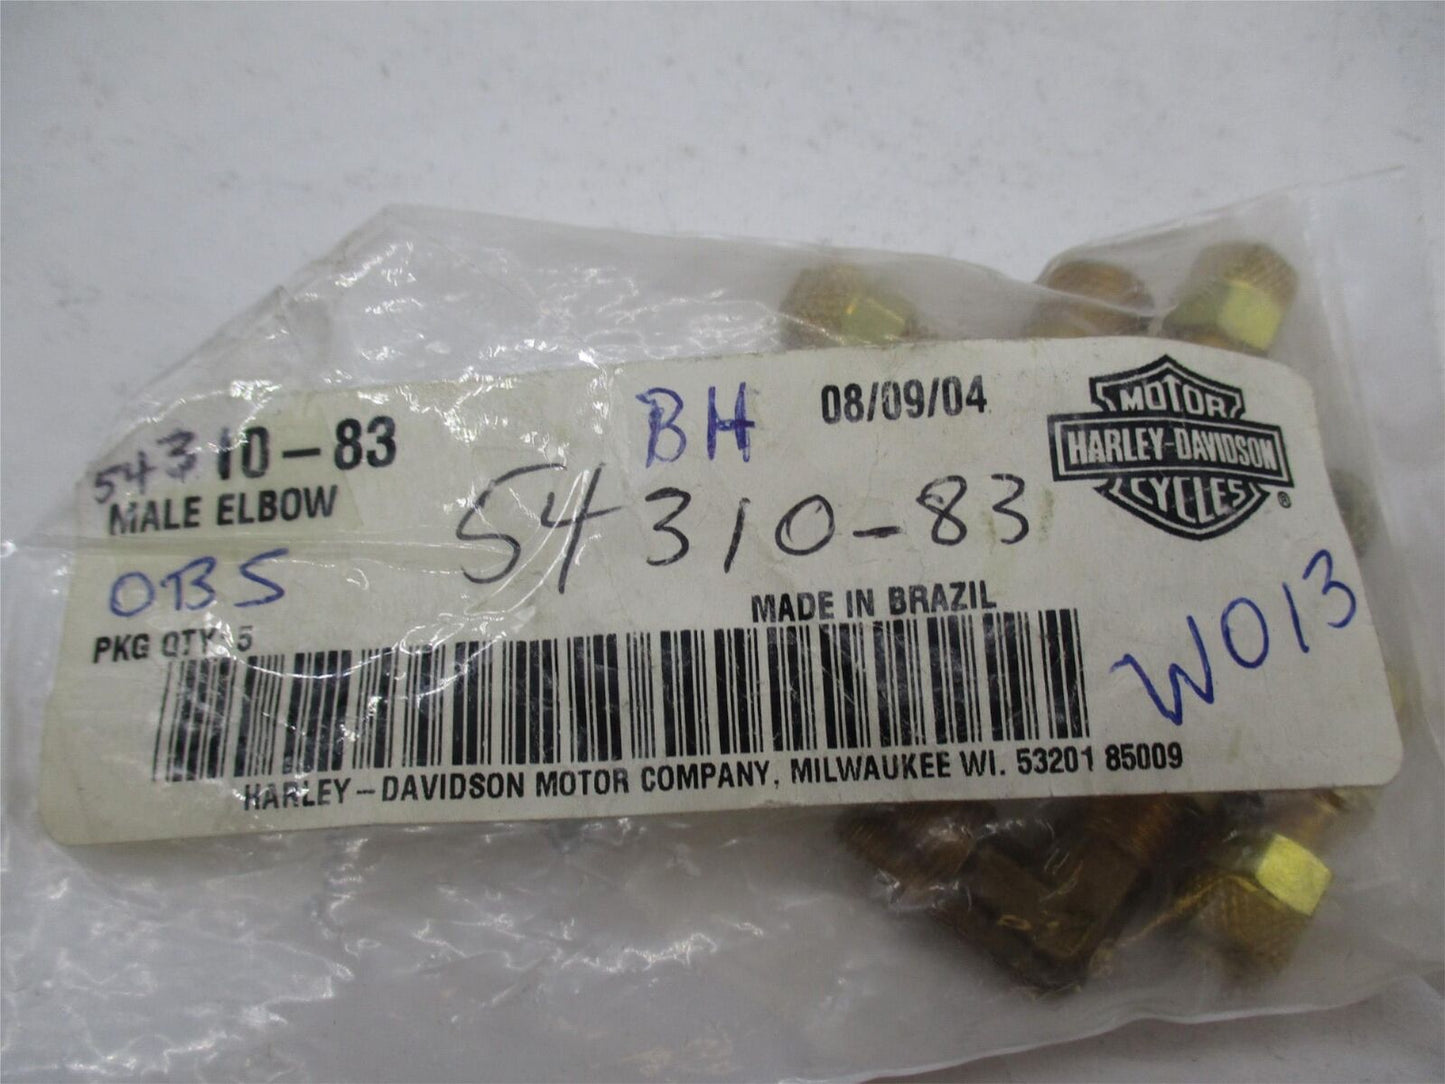 54310-83
BH
08/09/04
MOTOR
HARLEY-DAVIDSON
CYCLES
®
MALE ELBOW
54310-83
OBS
PKG QTY 5
MADE IN BRAZIL
W013
HARLEY-DAVIDSON MOTOR COMPANY, MILWAUKEE WI. 53201 85009